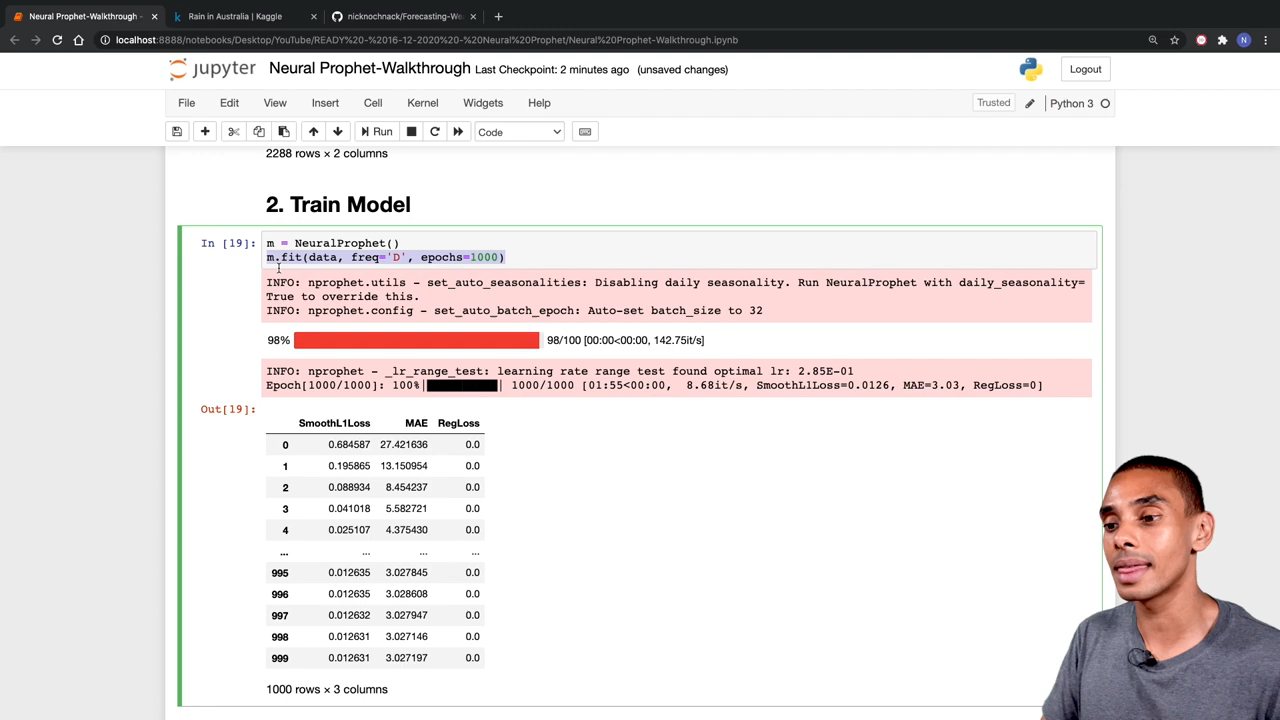 Neural Prophet-Walkthrough -
Rain in Australia | Kaggle
nicknochnack/Forecasting-We
localhost:8888/notebooks/Desktop/YouTube/READY%20-%2016-12-2020%20-%20Neural%20Prophet/Neural%20Prophet-Walkthrough.ipynb
N
jupyter Neural Prophet-Walkthrough Last Checkpoint: 2 minutes ago (unsaved changes)
Logout
File Edit View Insert Cell Kernel Widgets Help
Trusted Python 3
Run Code
2288 rows × 2 columns
2. Train Model
In [19]: m = NeuralProphet()
m.fit(data, freq='D', epochs=1000)
INFO: nprophet.utils - set_auto_seasonalities: Disabling daily seasonality. Run NeuralProphet with daily_seasonality=
True to override this.
INFO: nprophet.config - set_auto_batch_epoch: Auto-set batch_size to 32
98% 98/100 [00:00<00:00, 142.75it/s]
INFO: nprophet - _lr_range_test: learning rate range test found optimal lr: 2.85E-01
Epoch[1000/1000]: 100%|██████████| 1000/1000 [01:55<00:00, 8.68it/s, SmoothL1Loss=0.0126, MAE=3.03, RegLoss=0]
Out[19]:
SmoothL1Loss MAE RegLoss
0 0.684587 27.421636 0.0
1 0.195865 13.150954 0.0
2 0.088934 8.454237 0.0
3 0.041018 5.582721 0.0
4 0.025107 4.375430 0.0
... ... ... ...
995 0.012635 3.027845 0.0
996 0.012635 3.028608 0.0
997 0.012632 3.027947 0.0
998 0.012631 3.027146 0.0
999 0.012631 3.027197 0.0
1000 rows × 3 columns